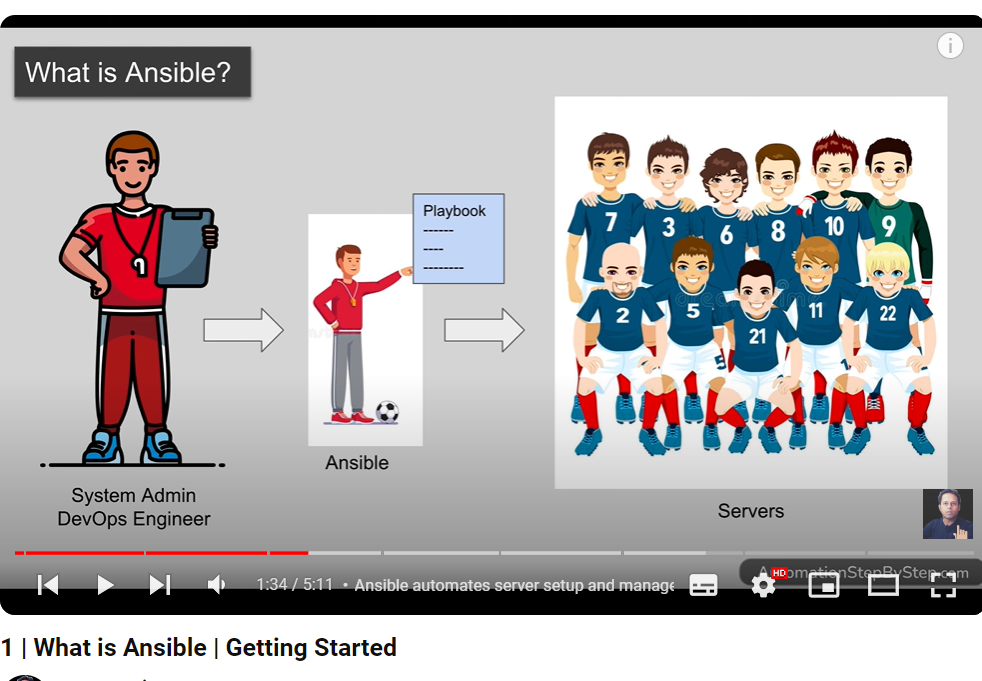 What is Ansible?
1
Playbook
------
----
--------
7
3
6
8
10
9
2
5
21
11
22
5
Ansible
System Admin
DevOps Engineer
Servers
1:34 / 5:11 • Ansible automates server setup and manage
HD
AutomationStepByStep.com
1 | What is Ansible | Getting Started